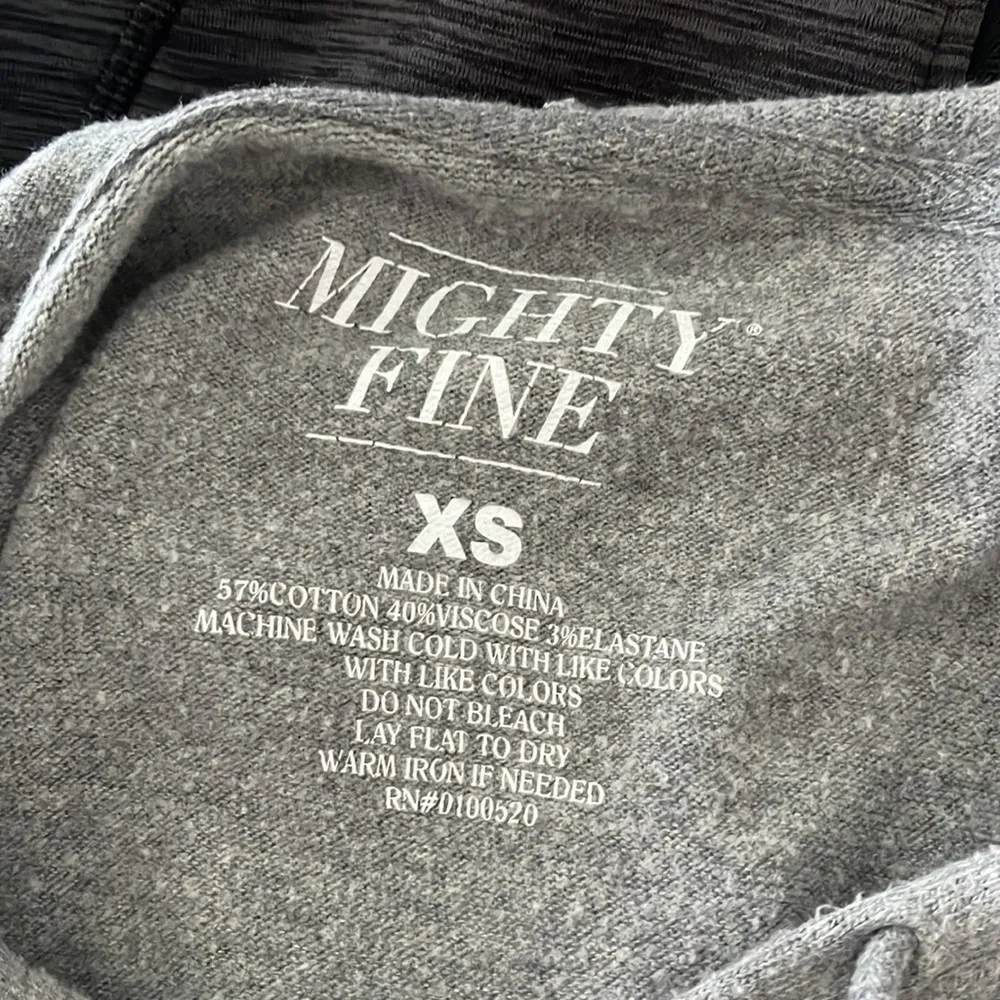 MIGHTY®
FINE
XS
MADE IN CHINA
57%COTTON 40%VISCOSE 3%ELASTANE
MACHINE WASH COLD WITH LIKE COLORS
WITH LIKE COLORS
DO NOT BLEACH
LAY FLAT TO DRY
WARM IRON IF NEEDED
RN#0100520